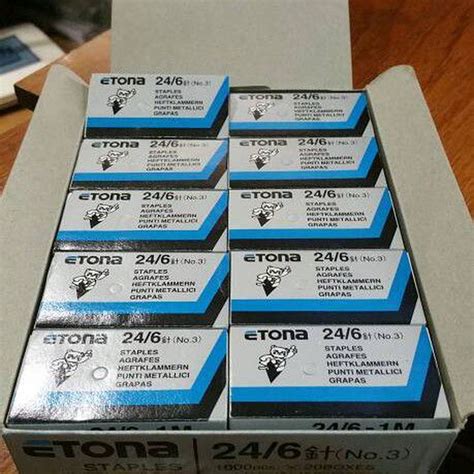 ETONA 24/6針(No.3)
STAPLES
AGRAFES
HEFTKLAMMERN
PUNTI METALLICI
GRAPAS
ETONA 24/6針(No.3)
STAPLES
AGRAFES
HEFTKLAMMERN
PUNTI METALLICI
GRAPAS
ETONA 24/6針(No.3)
STAPLES
AGRAFES
HEFTKLAMMERN
PUNTI METALLICI
GRAPAS
ETONA 24/6針(No.3)
STAPLES
AGRAFES
HEFTKLAMMERN
PUNTI METALLICI
GRAPAS
ETONA 24/6針(No.3)
STAPLES
AGRAFES
HEFTKLAMMERN
PUNTI METALLICI
GRAPAS
ETONA 24/6針(No.3)
STAPLES
AGRAFES
HEFTKLAMMERN
PUNTI METALLICI
GRAPAS
ETONA 24/6針(No.3)
STAPLES
AGRAFES
HEFTKLAMMERN
PUNTI METALLICI
GRAPAS
ETONA 24/6針(No.3)
STAPLES
AGRAFES
HEFTKLAMMERN
PUNTI METALLICI
GRAPAS
ETONA 24/6針(No.3)
STAPLES
AGRAFES
HEFTKLAMMERN
PUNTI METALLICI
GRAPAS
ETONA 24/6針(No.3)
STAPLES
AGRAFES
HEFTKLAMMERN
PUNTI METALLICI
GRAPAS
24/6-1M
24/6-1M
ETONA 24/6針(No.3)
STAPLES